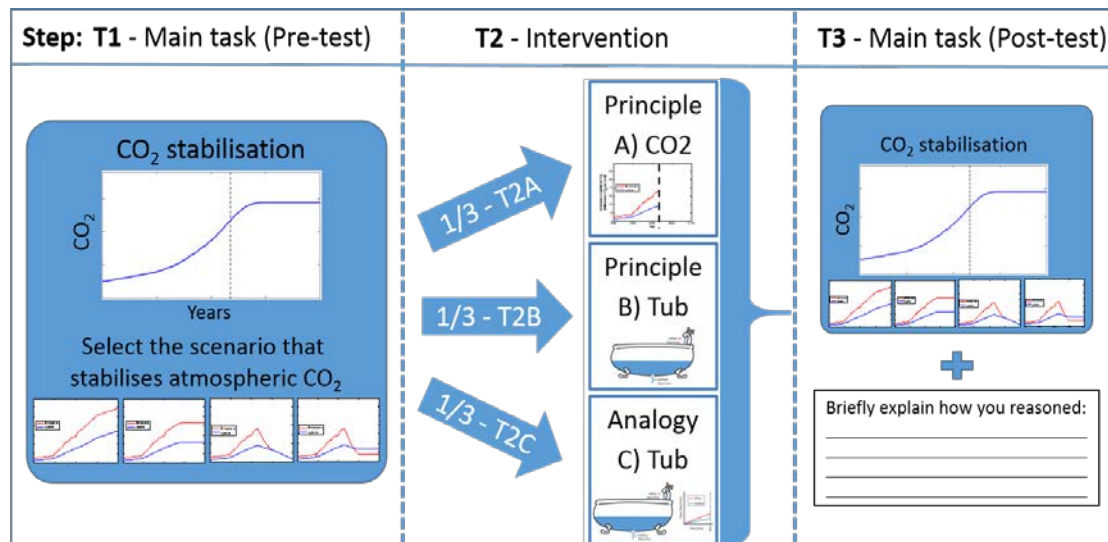 Step: T1 - Main task (Pre-test)
T2 - Intervention
T3 - Main task (Post-test)
CO₂ stabilisation
CO₂
Years
Select the scenario that
stabilises atmospheric CO₂
1/3 - T2A
1/3 - T2B
1/3 - T2C
Principle
A) CO2
Principle
B) Tub
Analogy
C) Tub
CO₂ stabilisation
CO₂
Briefly explain how you reasoned: